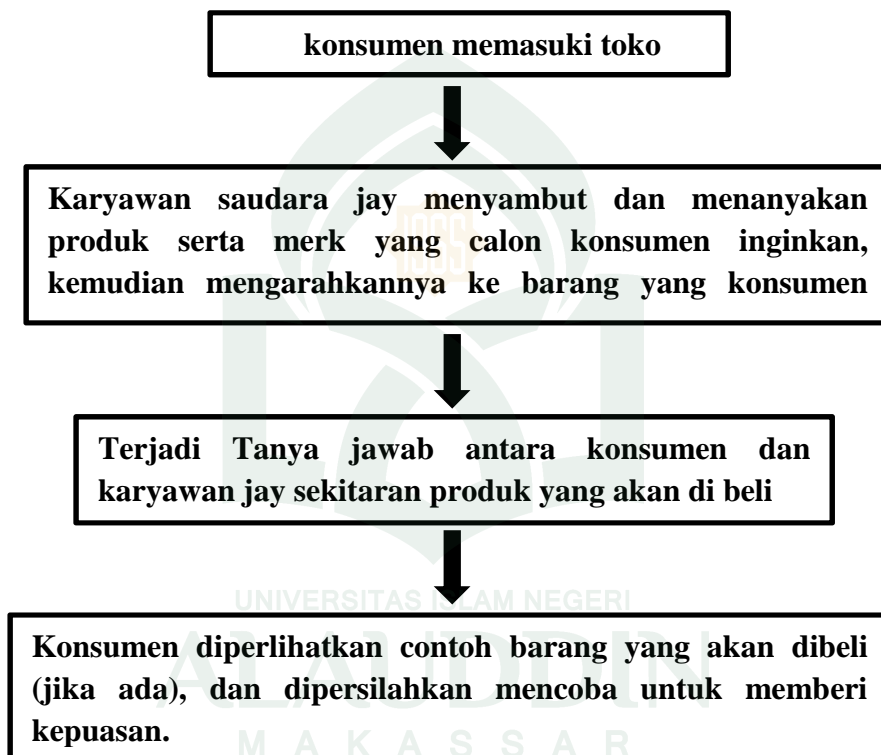 konsumen memasuki toko
Karyawan saudara jay menyambut dan menanyakan
produk serta merk yang calon konsumen inginkan,
kemudian mengarahkannya ke barang yang konsumen
Terjadi Tanya jawab antara konsumen dan
karyawan jay sekitaran produk yang akan di beli
UNIVERSITAS ISLAM NEGERI
Konsumen diperlihatkan contoh barang yang akan dibeli
ALAUDDIN
(jika ada), dan dipersilahkan mencoba untuk memberi
kepuasan.
MAKASSAR